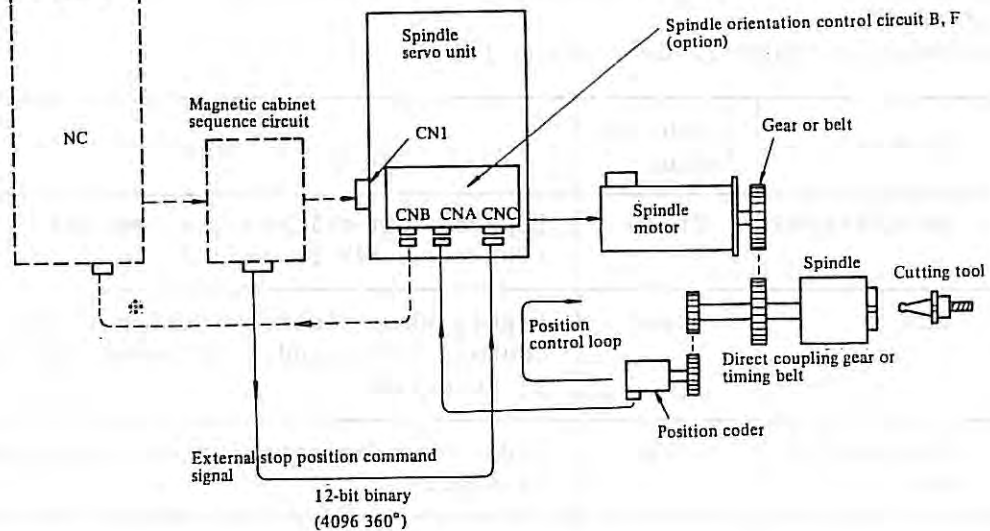 Spindle orientation control circuit B, F
(option)
Spindle
servo unit
Magnetic cabinet
sequence circuit
NC
CN1
CNB CNA CNC
Gear or belt
Spindle
motor
Spindle
Cutting tool
Position
control loop
Direct coupling gear or
timing belt
Position coder
External stop position command
signal
12-bit binary
(4096 360°)